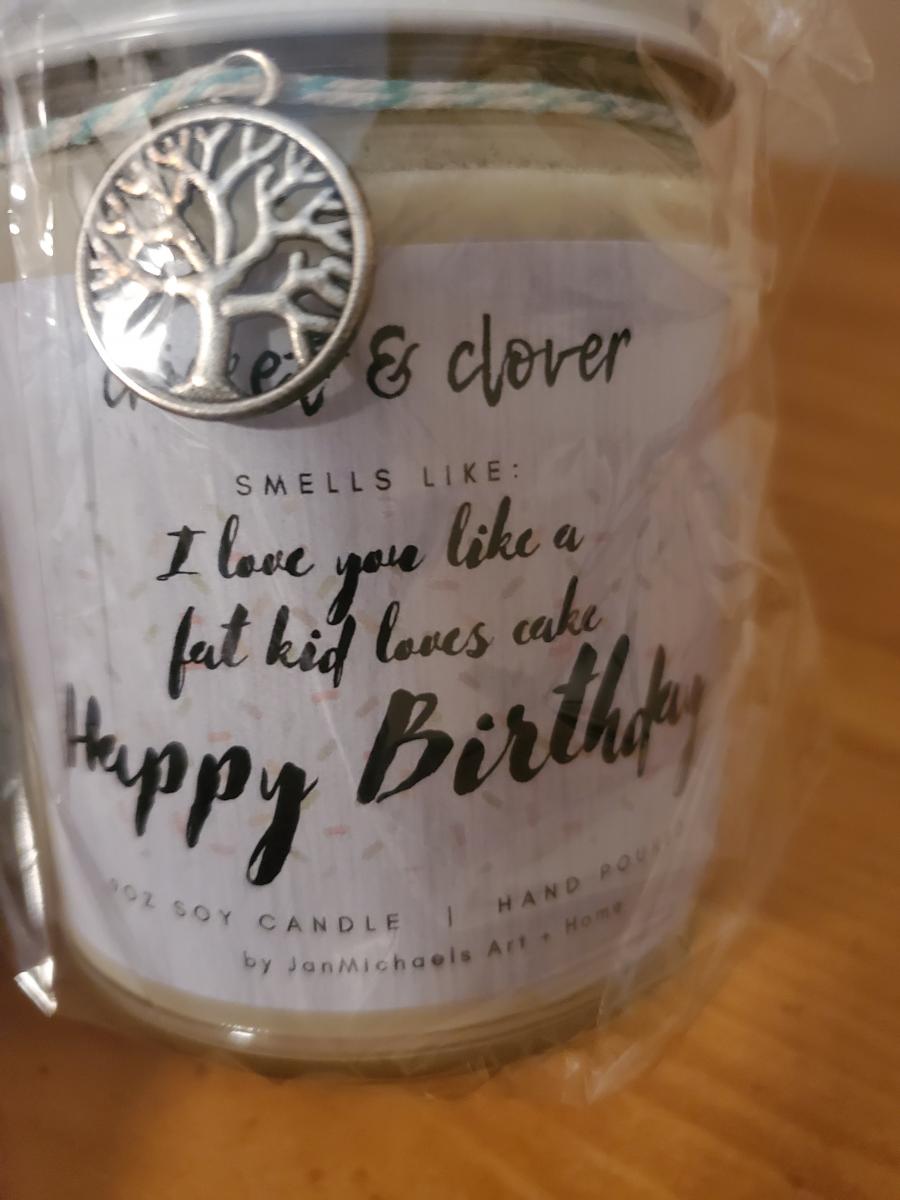 & clover
SMELLS LIKE:
I love you like a
fat kid loves cake
Happy Birthday
9OZ SOY CANDLE | HAND POURED
by JanMichaels Art + Home